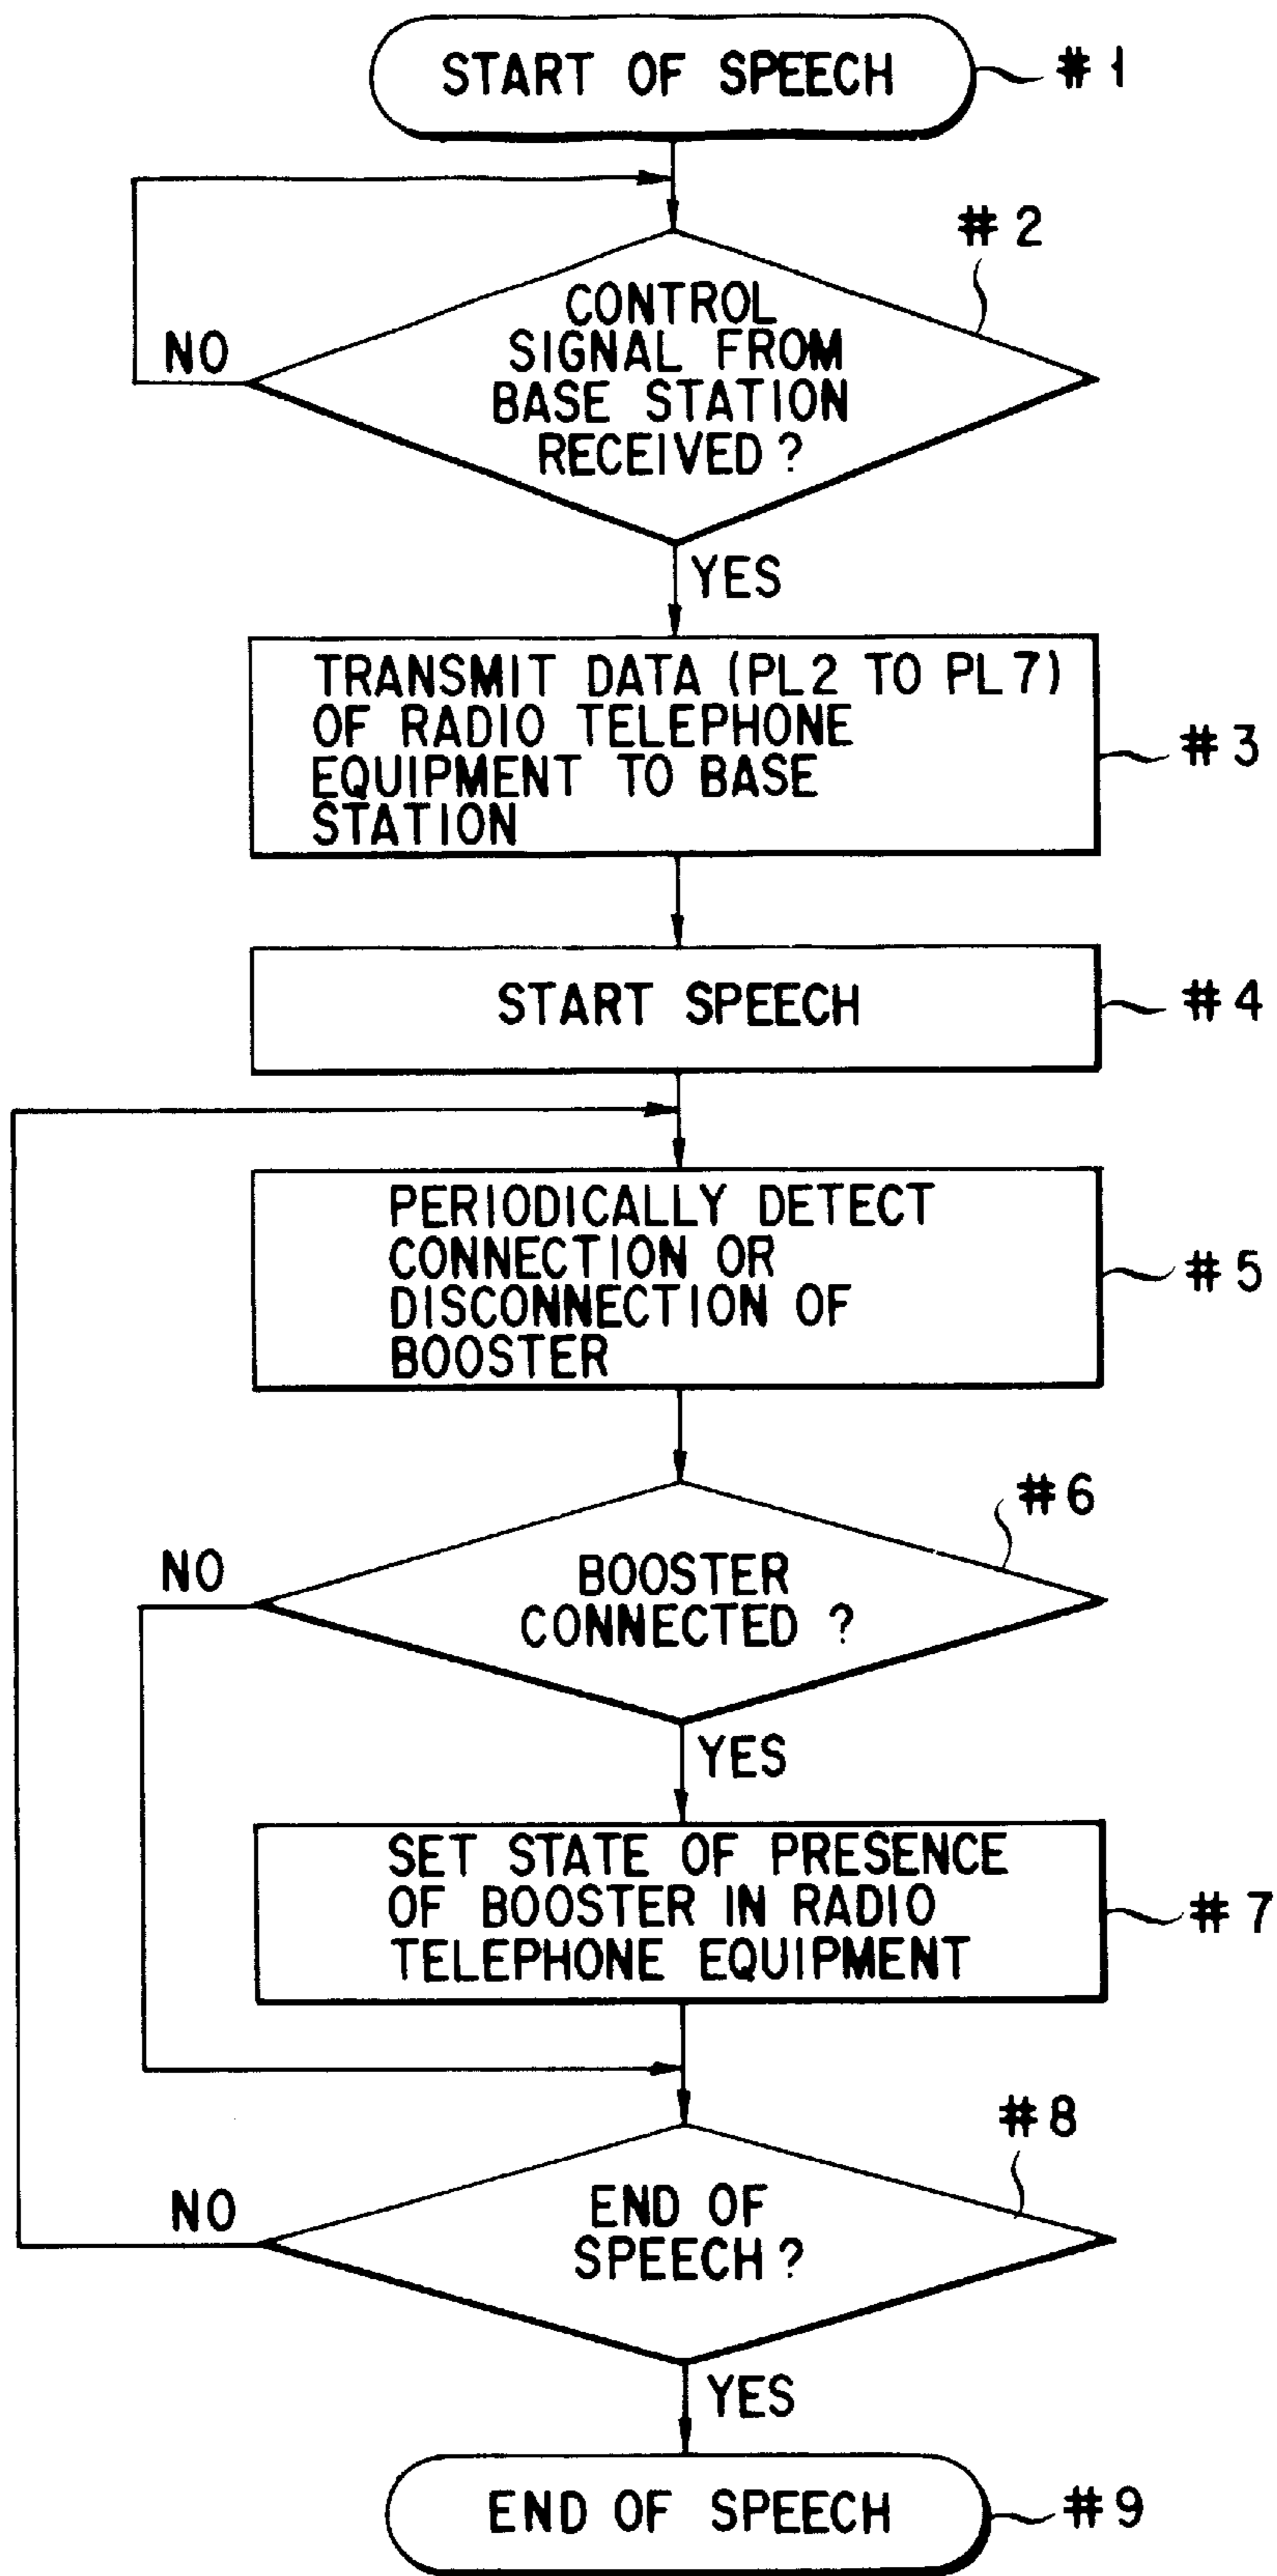 START OF SPEECH
#1
#2
CONTROL
SIGNAL FROM
BASE STATION
RECEIVED?
NO
YES
TRANSMIT DATA (PL2 TO PL7)
OF RADIO TELEPHONE
EQUIPMENT TO BASE
STATION
#3
START SPEECH
#4
PERIODICALLY DETECT
CONNECTION OR
DISCONNECTION OF
BOOSTER
#5
#6
BOOSTER
CONNECTED ?
NO
YES
SET STATE OF PRESENCE
OF BOOSTER IN RADIO
TELEPHONE EQUIPMENT
#7
#8
END OF
SPEECH?
NO
YES
END OF SPEECH
#9